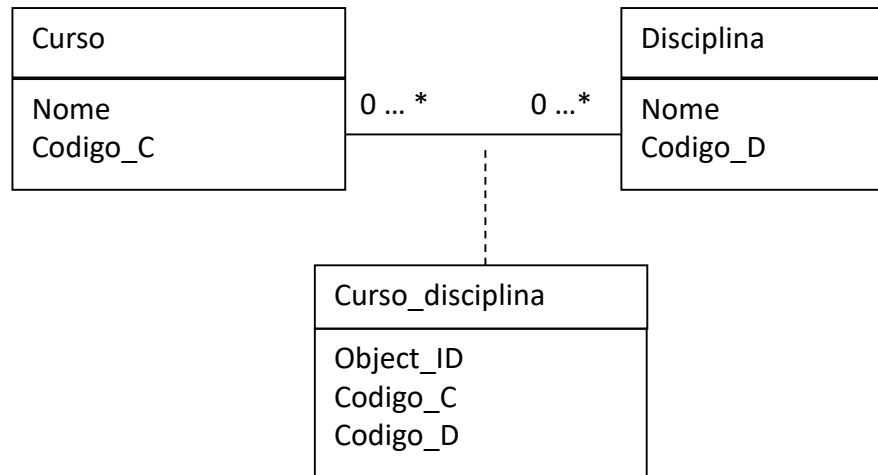 Curso
Nome
Codigo_C
0 ... *
0 ...*
Disciplina
Nome
Codigo_D
Curso_disciplina
Object_ID
Codigo_C
Codigo_D